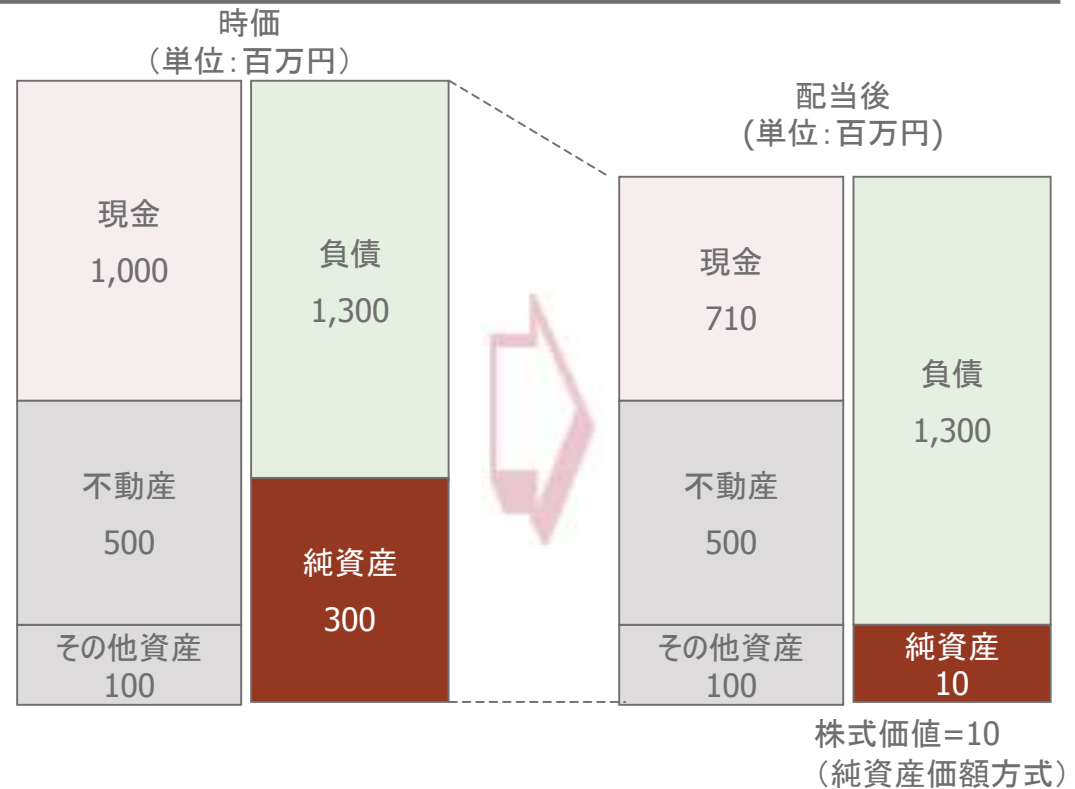 時価
（単位：百万円）
現金
1,000
不動産
500
その他資産
100
負債
1,300
純資産
300
配当後
(単位：百万円)
現金
710
不動産
500
その他資産
100
負債
1,300
純資産
10
株式価値=10
（純資産価額方式）